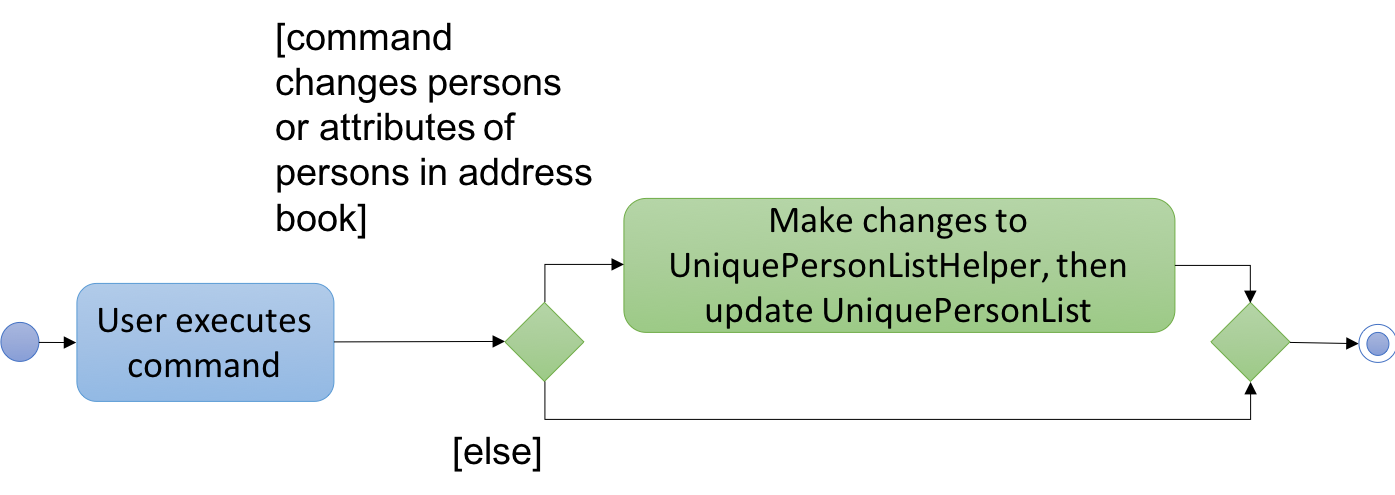 [command
changes persons
or attributes of
persons in address
book]
Make changes to
UniquePersonListHelper, then
update UniquePersonList
User executes
command
[else]